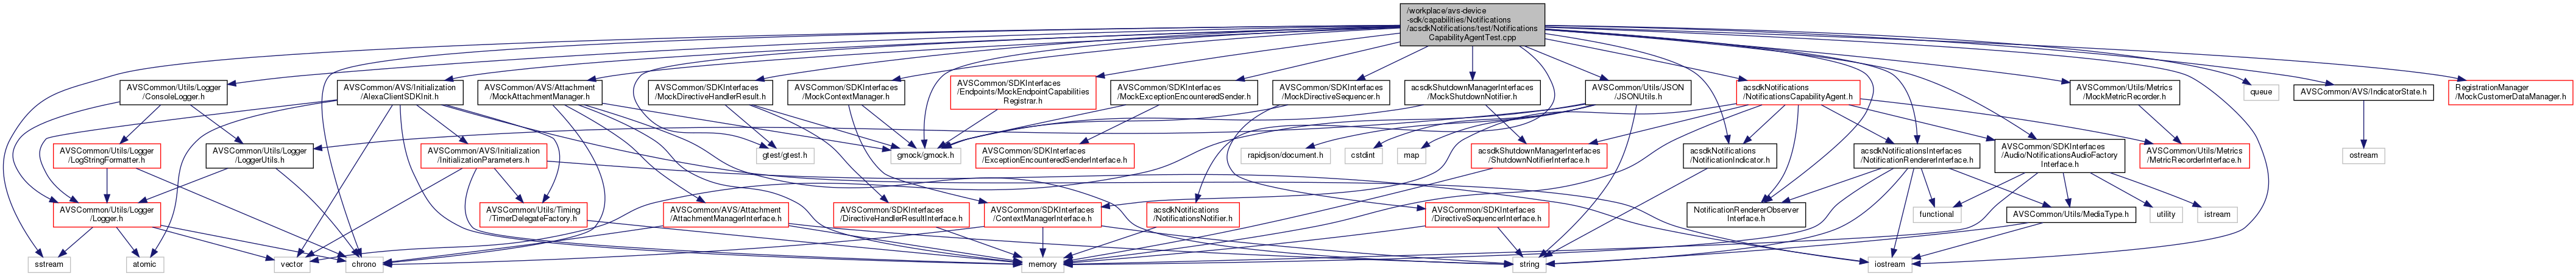 /workplace/avs-device
-sdk/capabilities/Notifications
/acsdkNotifications/test/Notifications
CapabilityAgentTest.cpp
AVSCommon/Utils/Logger
/ConsoleLogger.h
AVSCommon/AVS/Initialization
/AlexaClientSDKInit.h
AVSCommon/AVS/Attachment
/MockAttachmentManager.h
AVSCommon/SDKInterfaces
/MockDirectiveHandlerResult.h
AVSCommon/SDKInterfaces
/MockContextManager.h
AVSCommon/SDKInterfaces
/Endpoints/MockEndpointCapabilities
Registrar.h
AVSCommon/SDKInterfaces
/MockExceptionEncounteredSender.h
AVSCommon/SDKInterfaces
/MockDirectiveSequencer.h
acsdkShutdownManagerInterfaces
/MockShutdownNotifier.h
AVSCommon/Utils/JSON
/JSONUtils.h
acsdkNotifications
/NotificationsCapabilityAgent.h
AVSCommon/Utils/Metrics
/MockMetricRecorder.h
queue
AVSCommon/AVS/IndicatorState.h
RegistrationManager
/MockCustomerDataManager.h
AVSCommon/Utils/Logger
/LogStringFormatter.h
AVSCommon/Utils/Logger
/LoggerUtils.h
AVSCommon/AVS/Initialization
/InitializationParameters.h
gtest/gtest.h
gmock/gmock.h
AVSCommon/SDKInterfaces
/ExceptionEncounteredSenderInterface.h
rapidjson/document.h
cstdint
map
acsdkShutdownManagerInterfaces
/ShutdownNotifierInterface.h
acsdkNotifications
/NotificationIndicator.h
acsdkNotificationsInterfaces
/NotificationRendererInterface.h
AVSCommon/SDKInterfaces
/Audio/NotificationsAudioFactory
Interface.h
AVSCommon/Utils/Metrics
/MetricRecorderInterface.h
ostream
AVSCommon/Utils/Logger
/Logger.h
AVSCommon/Utils/Timing
/TimerDelegateFactory.h
AVSCommon/AVS/Attachment
/AttachmentManagerInterface.h
AVSCommon/SDKInterfaces
/DirectiveHandlerResultInterface.h
AVSCommon/SDKInterfaces
/ContextManagerInterface.h
acsdkNotifications
/NotificationsNotifier.h
AVSCommon/SDKInterfaces
/DirectiveSequencerInterface.h
NotificationRendererObserver
Interface.h
functional
AVSCommon/Utils/MediaType.h
utility
istream
sstream
atomic
vector
chrono
memory
string
iostream